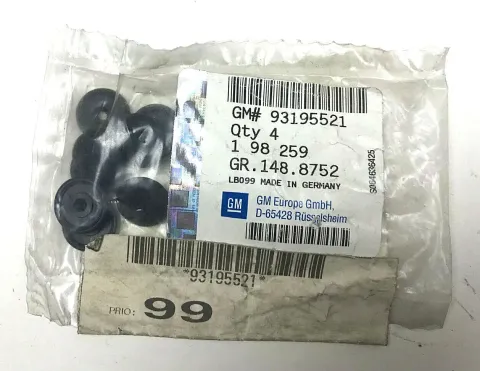 GM# 93195521
Qty 4
1 98 259
GR.148.8752
LB099 MADE IN GERMANY
GM
GM Europe GmbH,
D-65428 Rüsselsheim
S084636425
*93195521*
PRIO: 99